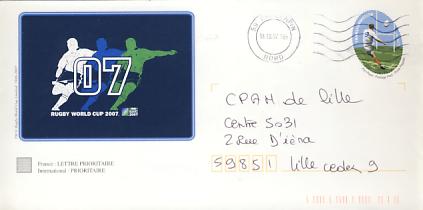 07
RUGBY WORLD CUP 2007.
France : LETTRE PRIORITAIRE
International : PRIORITAIRE
NORD
CPAM de Lille
Centre 5031
2 Rue D'iéna
59851 Lille cedex 9